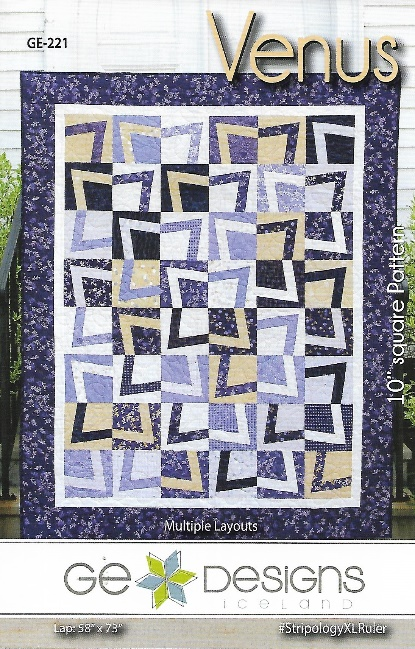 GE-221
Venus
10" square Pattern
Multiple Layouts
GE DESIGNS
ICELAND
Lap: 58" x 73"
#StripologyXLRuler